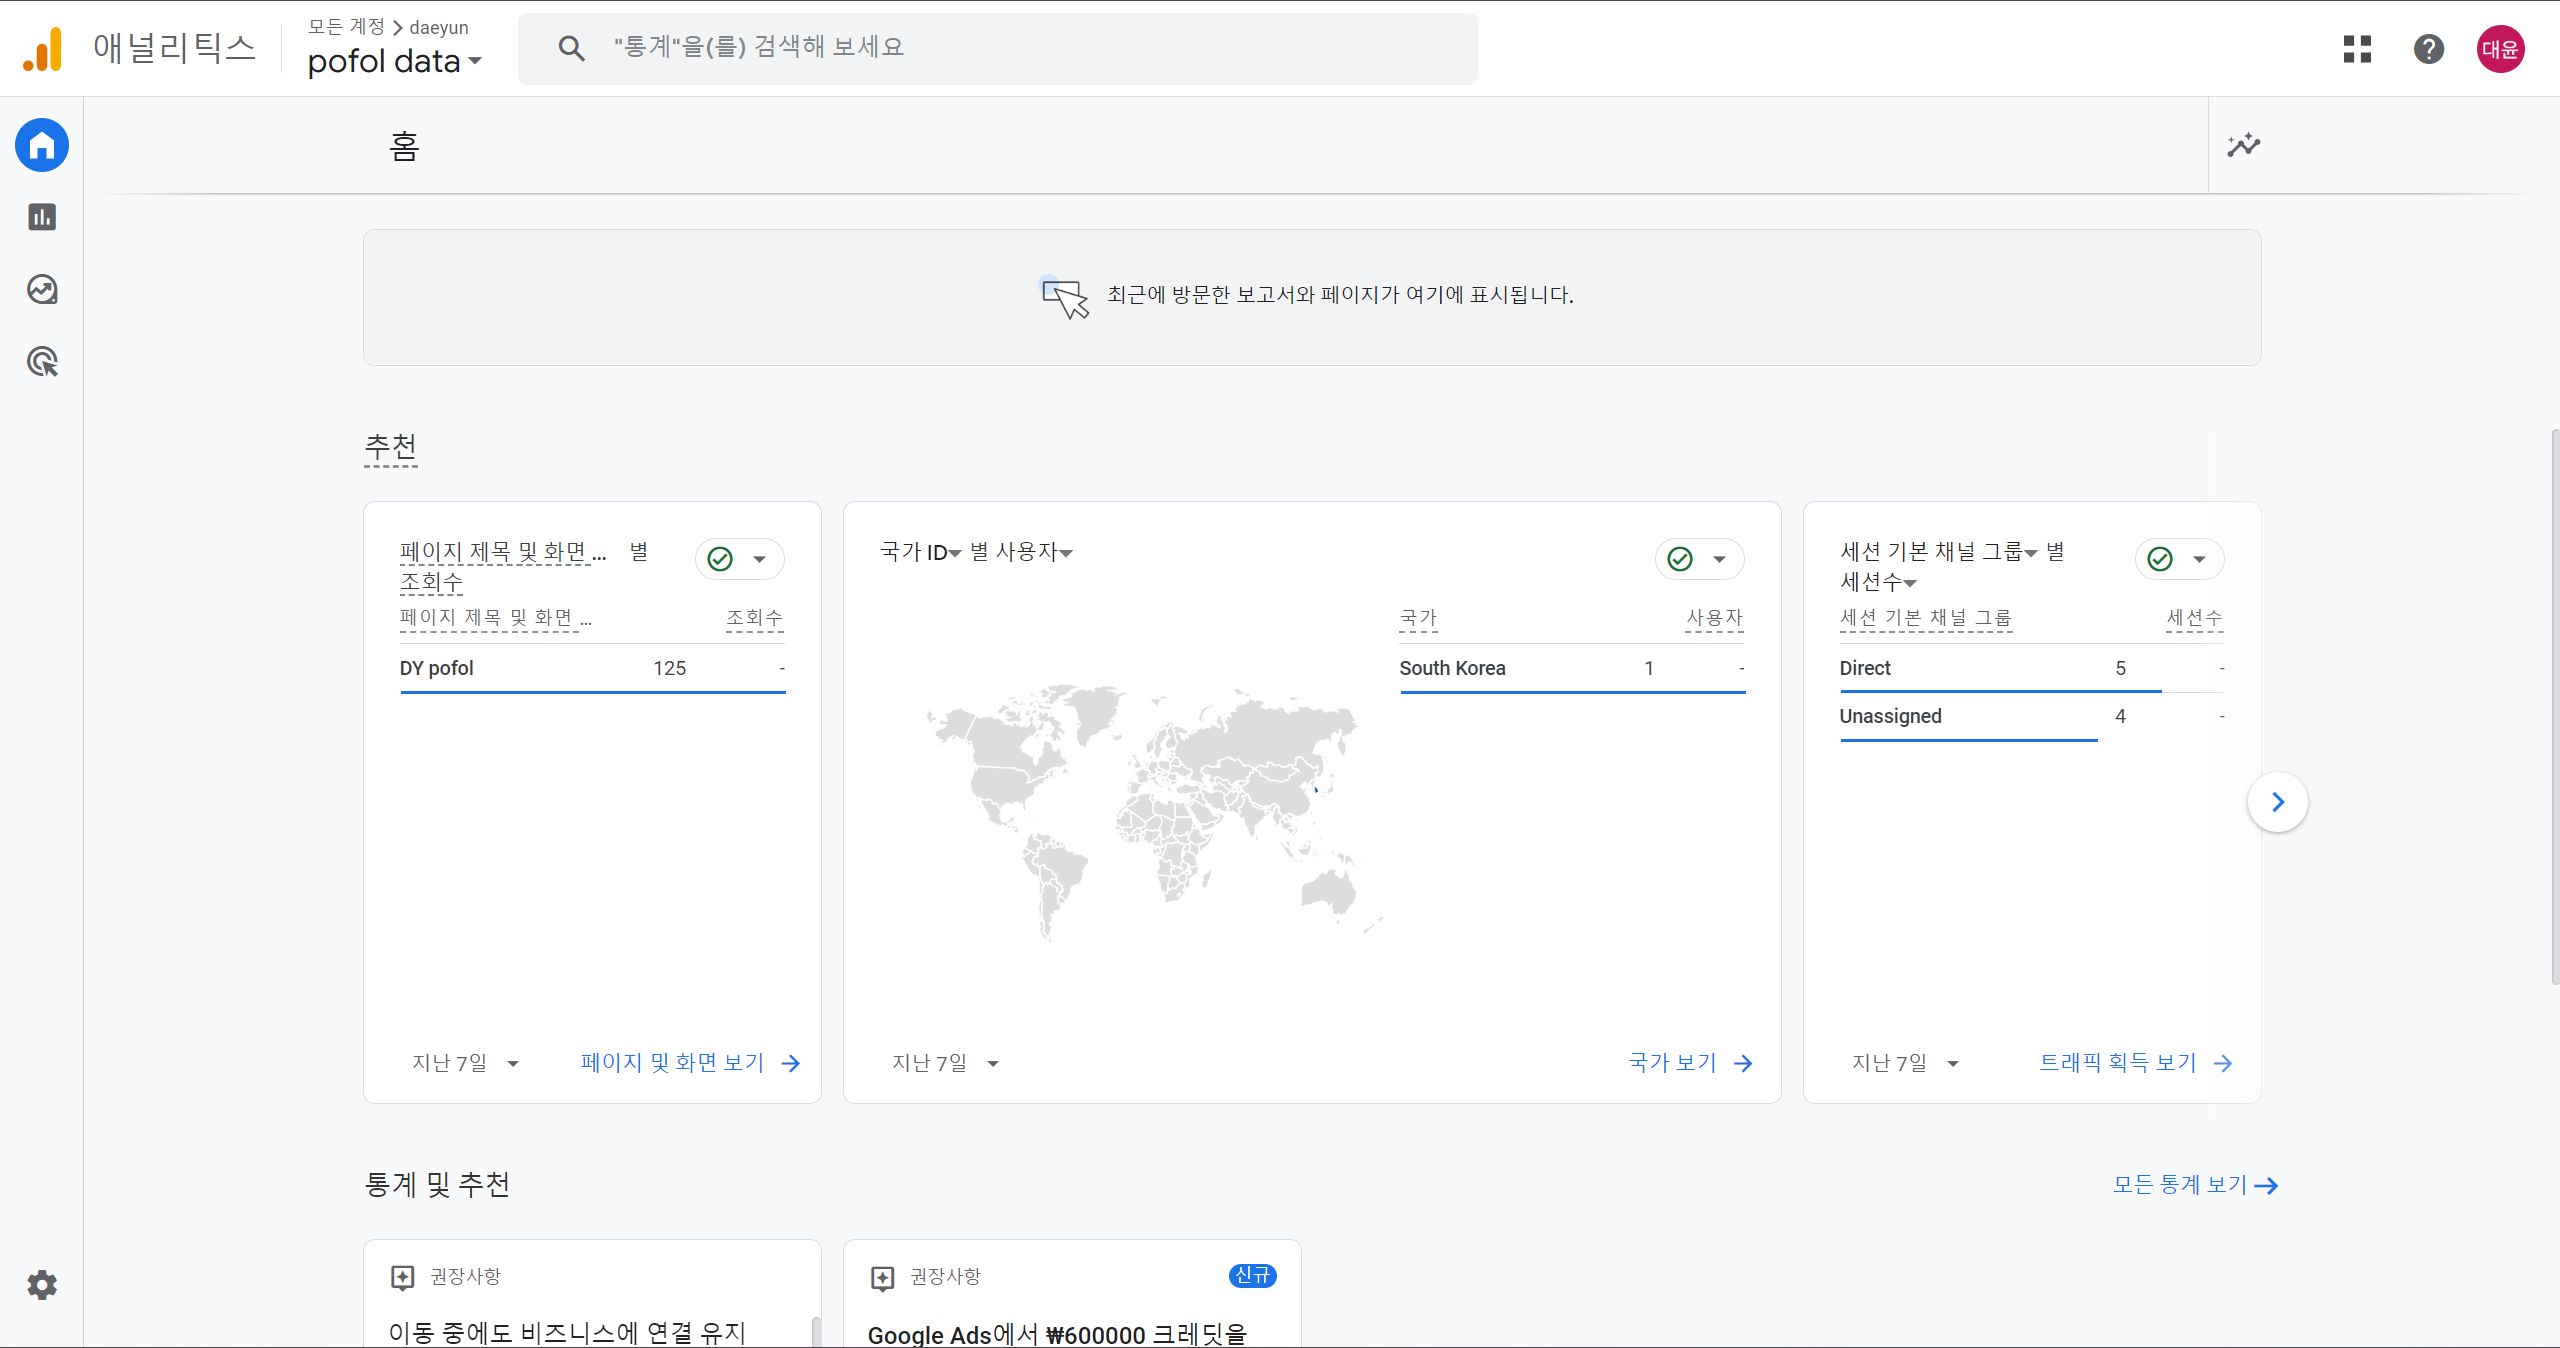 애널리틱스
모든 계정 > daeyun
pofol data
"통계"을(를) 검색해 보세요
대윤
홈
최근에 방문한 보고서와 페이지가 여기에 표시됩니다.
추천
페이지 제목 및 화면 ... 별
조회수
페이지 제목 및 화면 ... 조회수
DY pofol 125 -
지난 7일 페이지 및 화면 보기
국가 ID 별 사용자
국가 사용자
South Korea 1 -
지난 7일 국가 보기
세션 기본 채널 그룹 별
세션수
세션 기본 채널 그룹 세션수
Direct 5 -
Unassigned 4 -
지난 7일 트래픽 획득 보기
통계 및 추천
모든 통계 보기
권장사항
이동 중에도 비즈니스에 연결 유지
권장사항 신규
Google Ads에서 ₩600000 크레딧을